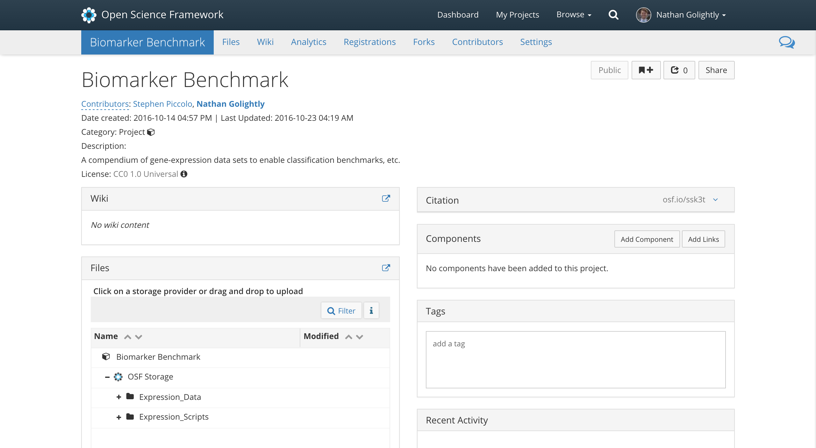 Open Science Framework
Dashboard My Projects Browse Nathan Golightly
Biomarker Benchmark Files Wiki Analytics Registrations Forks Contributors Settings
Biomarker Benchmark
Public 0 Share
Contributors: Stephen Piccolo, Nathan Golightly
Date created: 2016-10-14 04:57 PM | Last Updated: 2016-10-23 04:19 AM
Category: Project
Description:
A compendium of gene-expression data sets to enable classification benchmarks, etc.
License: CC0 1.0 Universal
Wiki
No wiki content
Files
Click on a storage provider or drag and drop to upload
Filter
Name Modified
Biomarker Benchmark
OSF Storage
Expression_Data
Expression_Scripts
Citation osf.io/ssk3t
Components Add Component Add Links
No components have been added to this project.
Tags
add a tag
Recent Activity